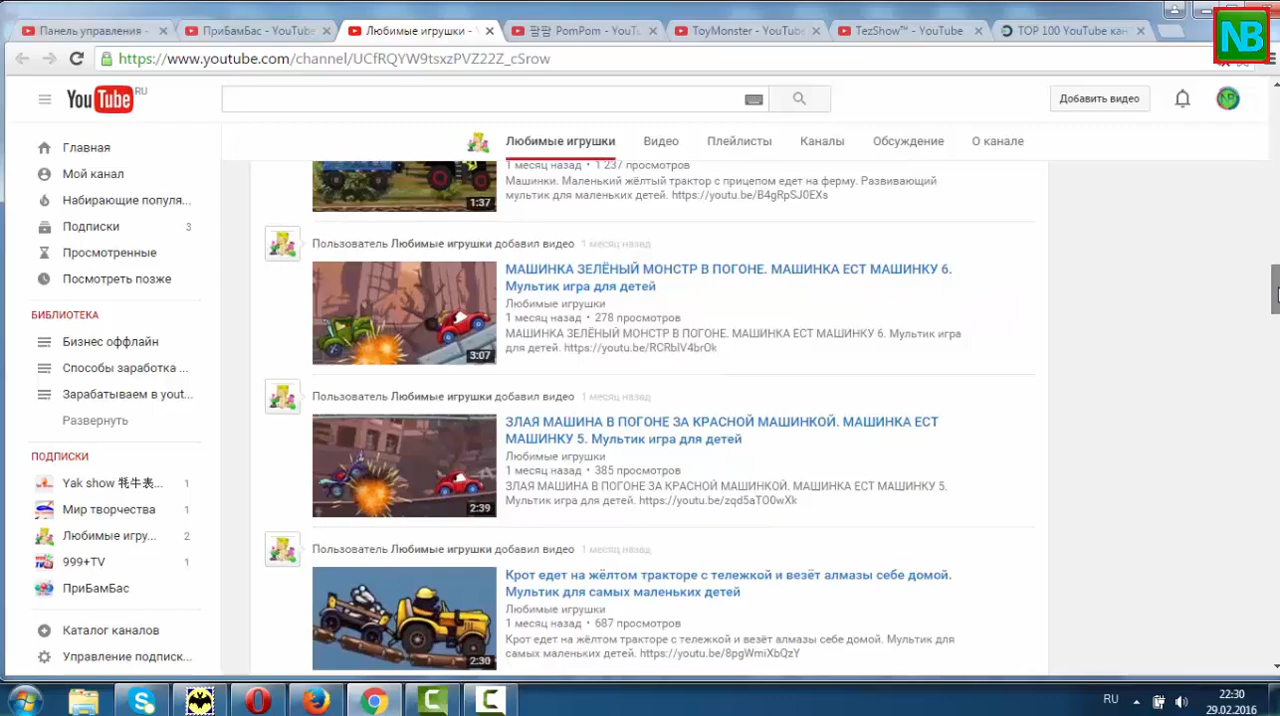 Панель управления -
ПриБамБас - YouTube
Любимые игрушки - 
팔팔 PomPom - YouTu
ToyMonster - YouTube
TezShow™ - YouTube
TOP 100 YouTube кан
NB
https://www.youtube.com/channel/UCfRQYW9tsxzPVZ22Z_cSrow
YouTube RU
Добавить видео
Любимые игрушки
Видео
Плейлисты
Каналы
Обсуждение
О канале
Главная
Мой канал
Набирающие популя...
Подписки 3
Просмотренные
Посмотреть позже
БИБЛИОТЕКА
Бизнес оффлайн
Способы заработка ...
Зарабатываем в yout...
Развернуть
ПОДПИСКИ
Yak show 牦牛表... 1
Мир творчества 1
Любимые игру... 2
999+TV 1
ПриБамБас
Каталог каналов
Управление подписк...
1 месяц назад • 1 237 просмотров
Машинки. Маленький жёлтый трактор с прицепом едет на ферму. Развивающий
мультик для маленьких детей. https://youtu.be/B4gRpSJ0EXs
1:37
Пользователь Любимые игрушки добавил видео 1 месяц назад
МАШИНКА ЗЕЛЁНЫЙ МОНСТР В ПОГОНЕ. МАШИНКА ЕСТ МАШИНКУ 6.
Мультик игра для детей
Любимые игрушки
1 месяц назад • 278 просмотров
МАШИНКА ЗЕЛЁНЫЙ МОНСТР В ПОГОНЕ. МАШИНКА ЕСТ МАШИНКУ 6. Мультик игра
для детей. https://youtu.be/RCRbIV4brOk
3:07
Пользователь Любимые игрушки добавил видео 1 месяц назад
ЗЛАЯ МАШИНА В ПОГОНЕ ЗА КРАСНОЙ МАШИНКОЙ. МАШИНКА ЕСТ
МАШИНКУ 5. Мультик игра для детей
Любимые игрушки
1 месяц назад • 385 просмотров
ЗЛАЯ МАШИНА В ПОГОНЕ ЗА КРАСНОЙ МАШИНКОЙ. МАШИНКА ЕСТ МАШИНКУ 5.
Мультик игра для детей. https://youtu.be/zqd5aTO0wXk
2:39
Пользователь Любимые игрушки добавил видео 1 месяц назад
Крот едет на жёлтом тракторе с тележкой и везёт алмазы себе домой.
Мультик для самых маленьких детей
Любимые игрушки
1 месяц назад • 687 просмотров
Крот едет на жёлтом тракторе с тележкой и везёт алмазы себе домой. Мультик для
самых маленьких детей. https://youtu.be/8pgWmiXbQzY
2:30
RU
22:30
29.02.2016